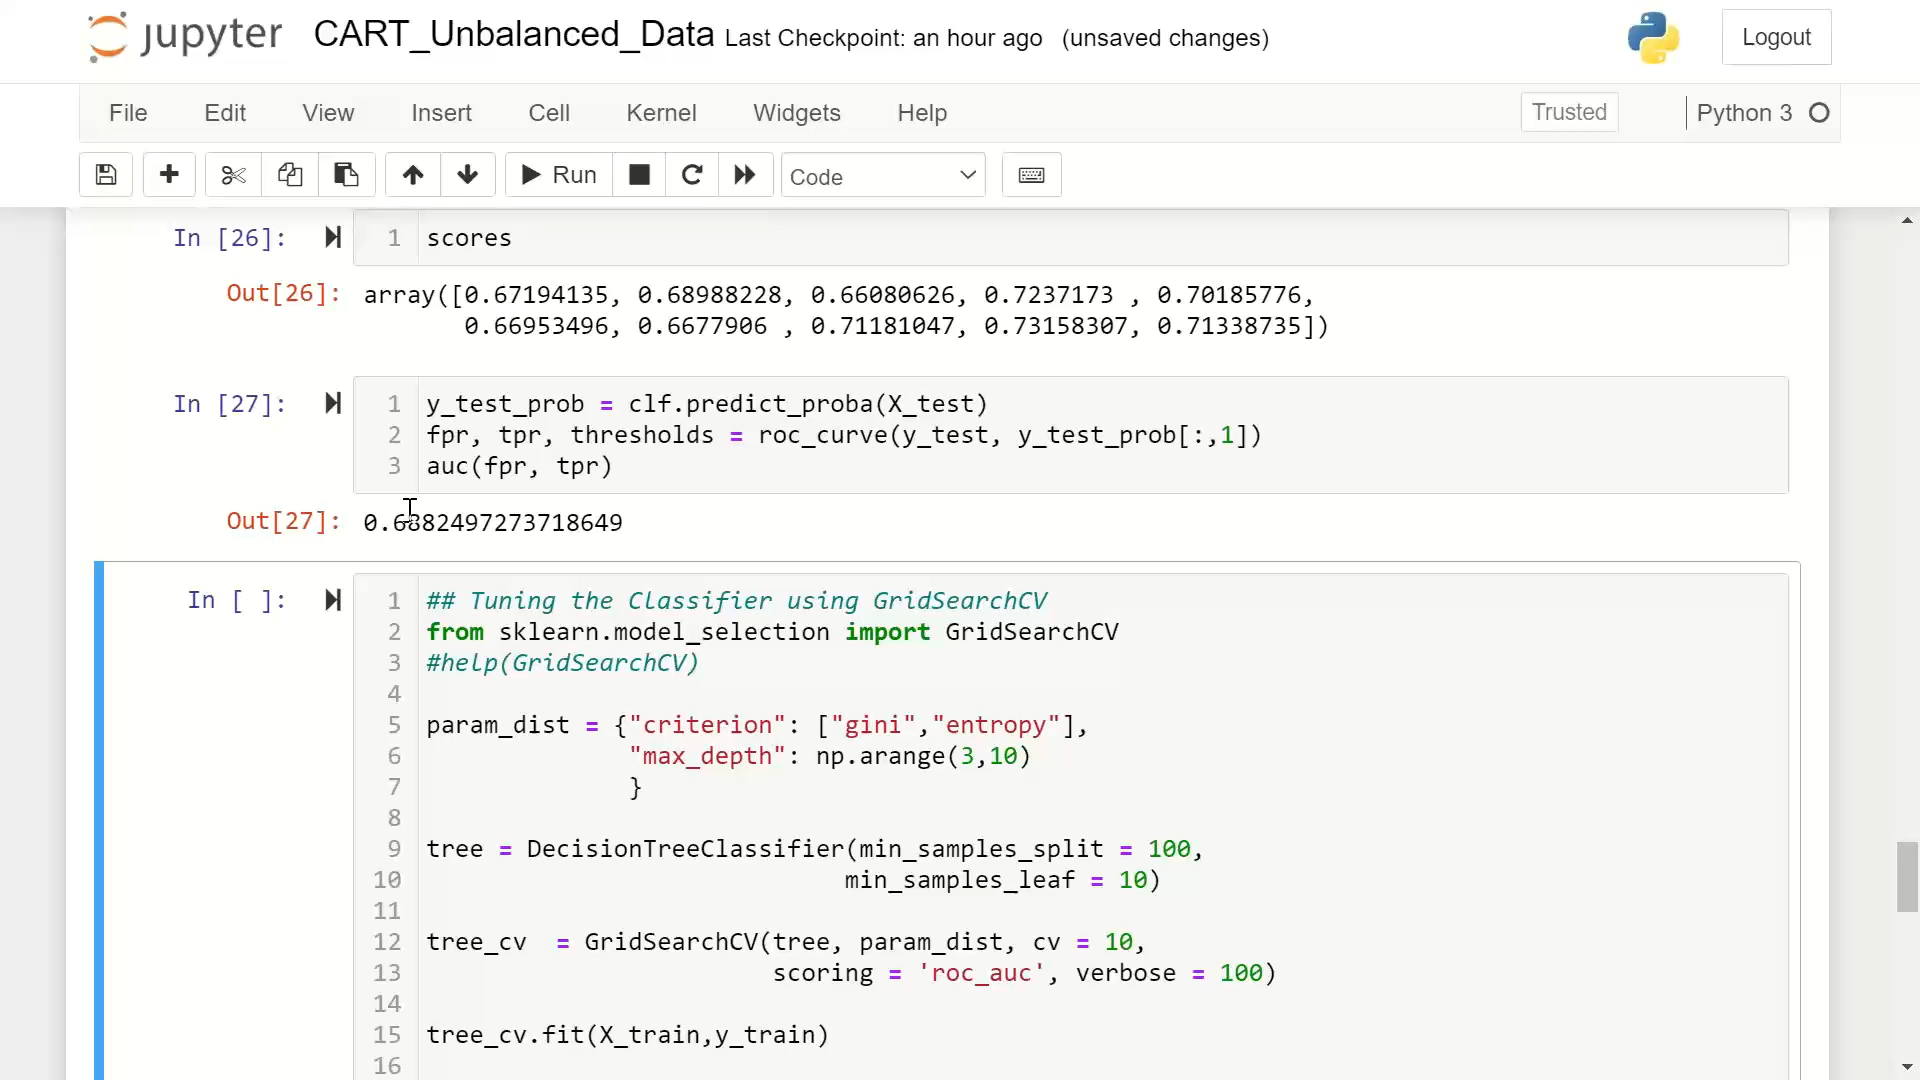 jupyter CART_Unbalanced_Data Last Checkpoint: an hour ago (unsaved changes) Logout
File Edit View Insert Cell Kernel Widgets Help Trusted Python 3
Run Code
In [26]: 1 scores
Out[26]: array([0.67194135, 0.68988228, 0.66080626, 0.7237173 , 0.70185776,
0.66953496, 0.6677906 , 0.71181047, 0.73158307, 0.71338735])
In [27]: 1 y_test_prob = clf.predict_proba(X_test)
2 fpr, tpr, thresholds = roc_curve(y_test, y_test_prob[:,1])
3 auc(fpr, tpr)
Out[27]: 0.6882497273718649
In [ ]: 1 ## Tuning the Classifier using GridSearchCV
2 from sklearn.model_selection import GridSearchCV
3 #help(GridSearchCV)
4
5 param_dist = {"criterion": ["gini","entropy"],
6 "max_depth": np.arange(3,10)
7 }
8
9 tree = DecisionTreeClassifier(min_samples_split = 100,
10 min_samples_leaf = 10)
11
12 tree_cv = GridSearchCV(tree, param_dist, cv = 10,
13 scoring = 'roc_auc', verbose = 100)
14
15 tree_cv.fit(X_train,y_train)
16